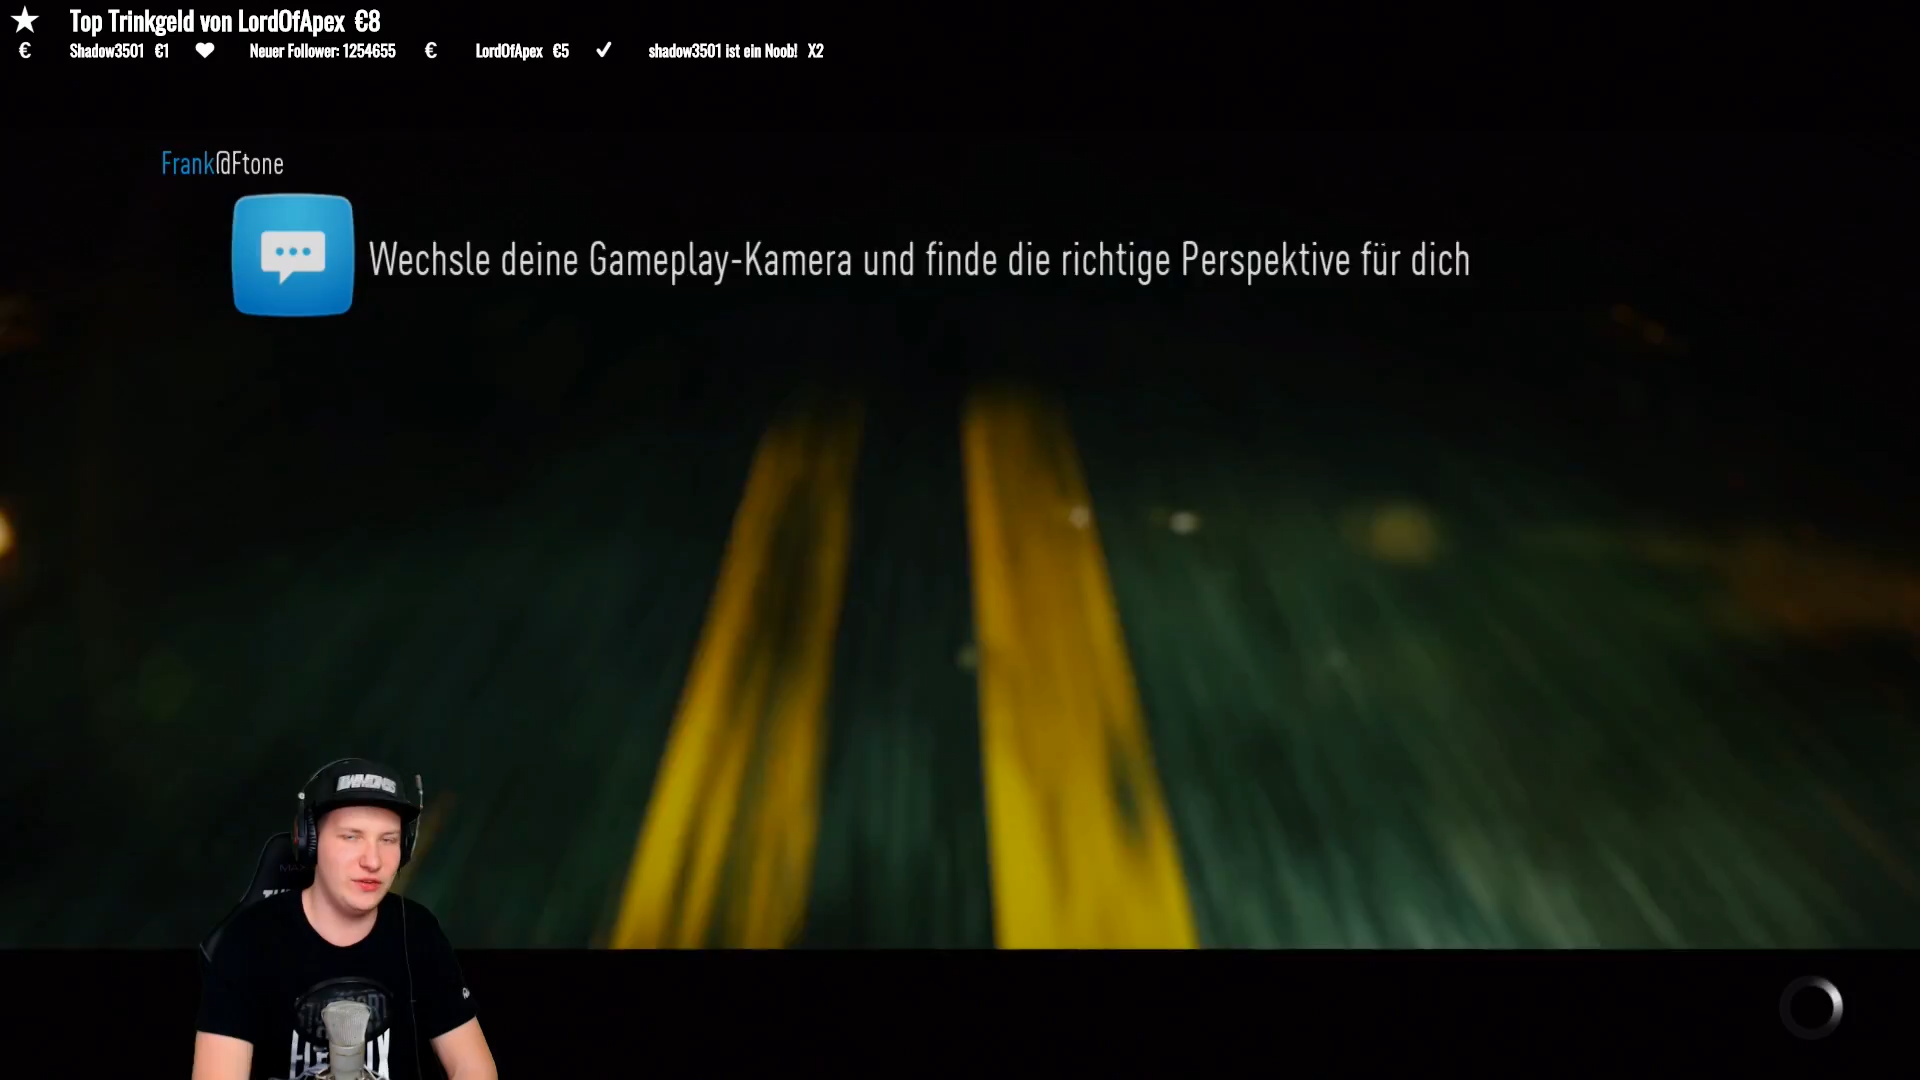 Top Trinkgeld von LordOfApex €8
€ Shadow3501 €1 Neuer Follower: 1254655 € LordOfApex €5 shadow3501 ist ein Noob! X2
Frank@Ftone
Wechsle deine Gameplay-Kamera und finde die richtige Perspektive für dich